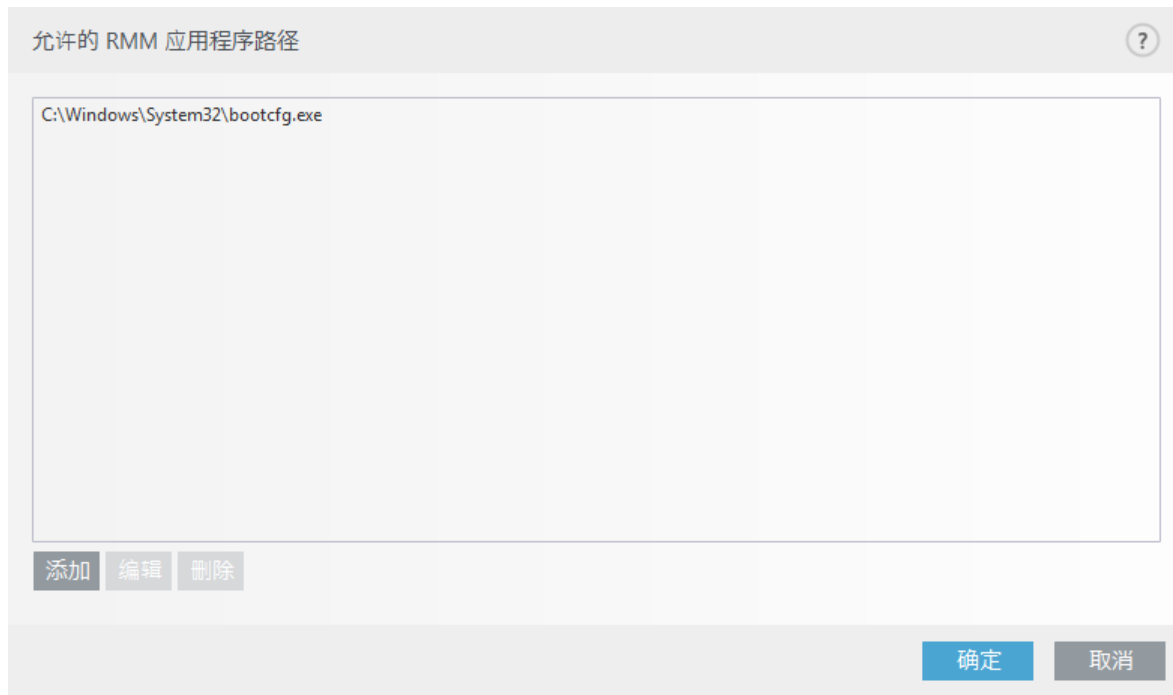 允许的 RMM 应用程序路径
?
C:\Windows\System32\bootcfg.exe
添加 编辑 删除
确定 取消